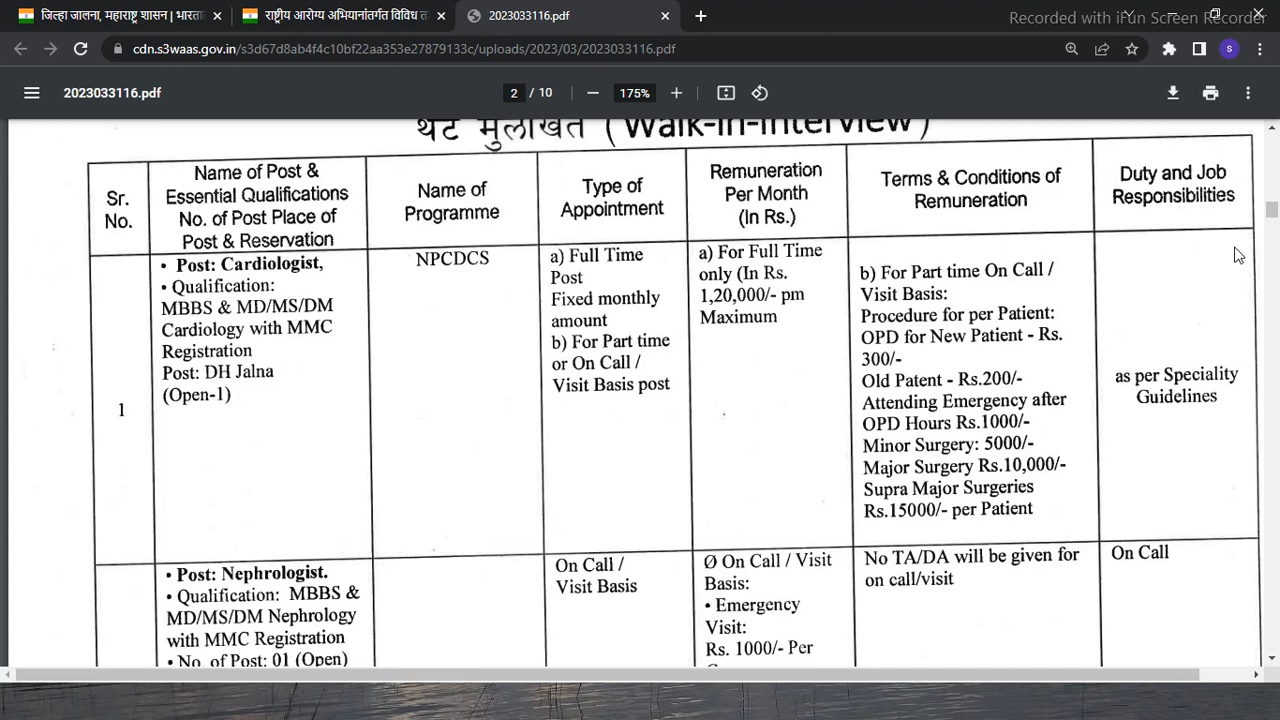 जिल्हा जालना, महाराष्ट्र शासन | भारत
राष्ट्रीय आरोग्य अभियानांतर्गत विविध
2023033116.pdf
Recorded with iFun Screen Recorder
cdn.s3waas.gov.in/s3d67d8ab4f4c10bf22aa353e27879133c/uploads/2023/03/2023033116.pdf
S
2023033116.pdf
2 / 10
175%
थेट मुलाखत ( Walk-in-Interview )
Sr.
No.
Name of Post &
Essential Qualifications
No. of Post Place of
Post & Reservation
Name of
Programme
Type of
Appointment
Remuneration
Per Month
(In Rs.)
Terms & Conditions of
Remuneration
Duty and Job
Responsibilities
1
• Post: Cardiologist,
• Qualification:
MBBS & MD/MS/DM
Cardiology with MMC
Registration
Post: DH Jalna
(Open-1)
NPCDCS
a) Full Time
Post
Fixed monthly
amount
b) For Part time
or On Call /
Visit Basis post
a) For Full Time
only (In Rs.
1,20,000/- pm
Maximum
b) For Part time On Call /
Visit Basis:
Procedure for per Patient:
OPD for New Patient - Rs.
300/-
Old Patent - Rs.200/-
Attending Emergency after
OPD Hours Rs.1000/-
Minor Surgery: 5000/-
Major Surgery Rs.10,000/-
Supra Major Surgeries
Rs.15000/- per Patient
as per Speciality
Guidelines
• Post: Nephrologist.
• Qualification: MBBS &
MD/MS/DM Nephrology
with MMC Registration
• No. of Post: 01 (Open)
On Call /
Visit Basis
Ø On Call / Visit
Basis:
• Emergency
Visit:
Rs. 1000/- Per
No TA/DA will be given for
on call/visit
On Call